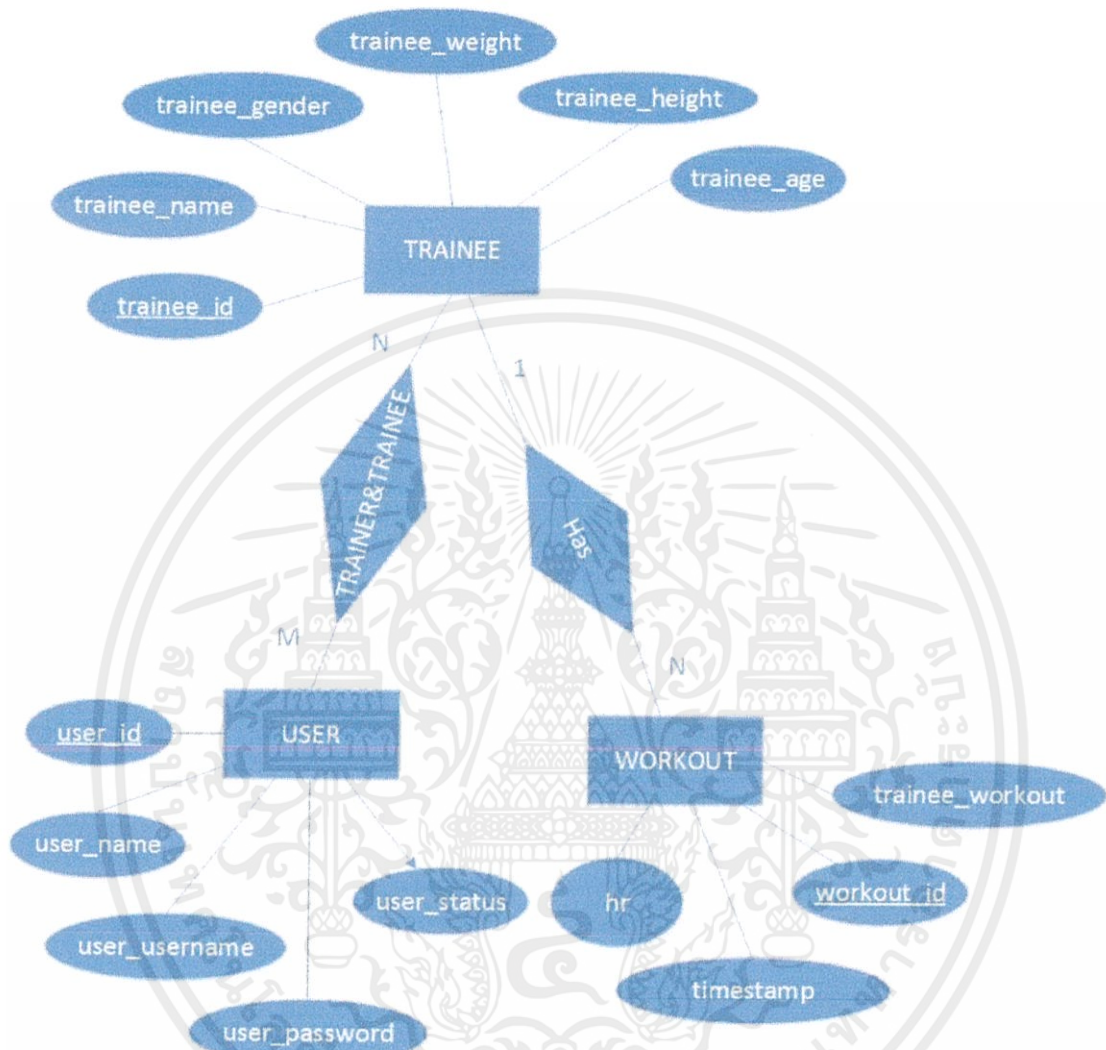 trainee_weight
trainee_gender
trainee_height
trainee_name
trainee_age
TRAINEE
trainee_id
N
1
TRAINER&TRAINEE
Has
M
N
user_id
USER
WORKOUT
trainee_workout
user_name
user_status
hr
workout_id
user_username
timestamp
user_password